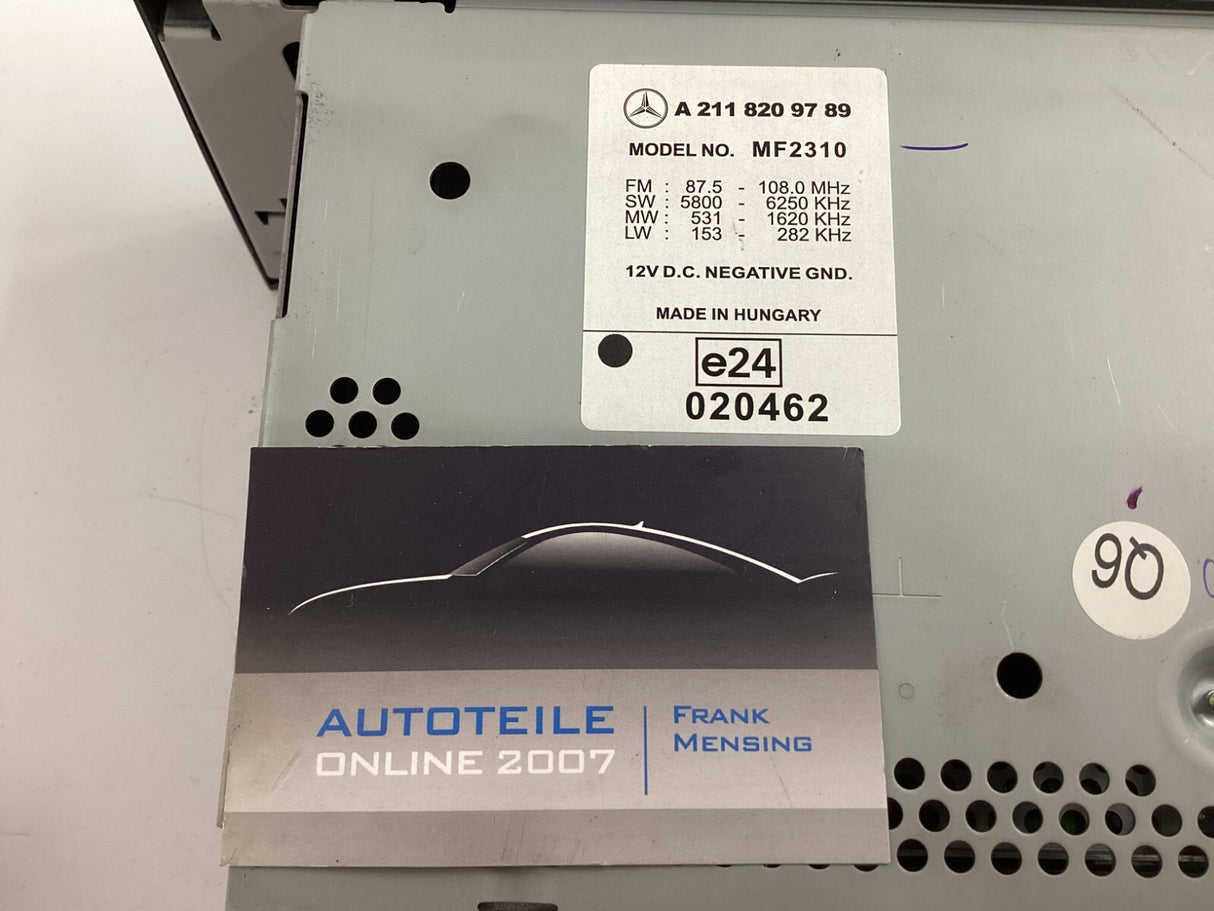 A 211 820 97 89
MODEL NO. MF2310
FM : 87.5 - 108.0 MHz
SW : 5800 - 6250 KHz
MW : 531 - 1620 KHz
LW : 153 - 282 KHz
12V D.C. NEGATIVE GND.
MADE IN HUNGARY
e24
020462
AUTOTEILE
ONLINE 2007
FRANK
MENSING